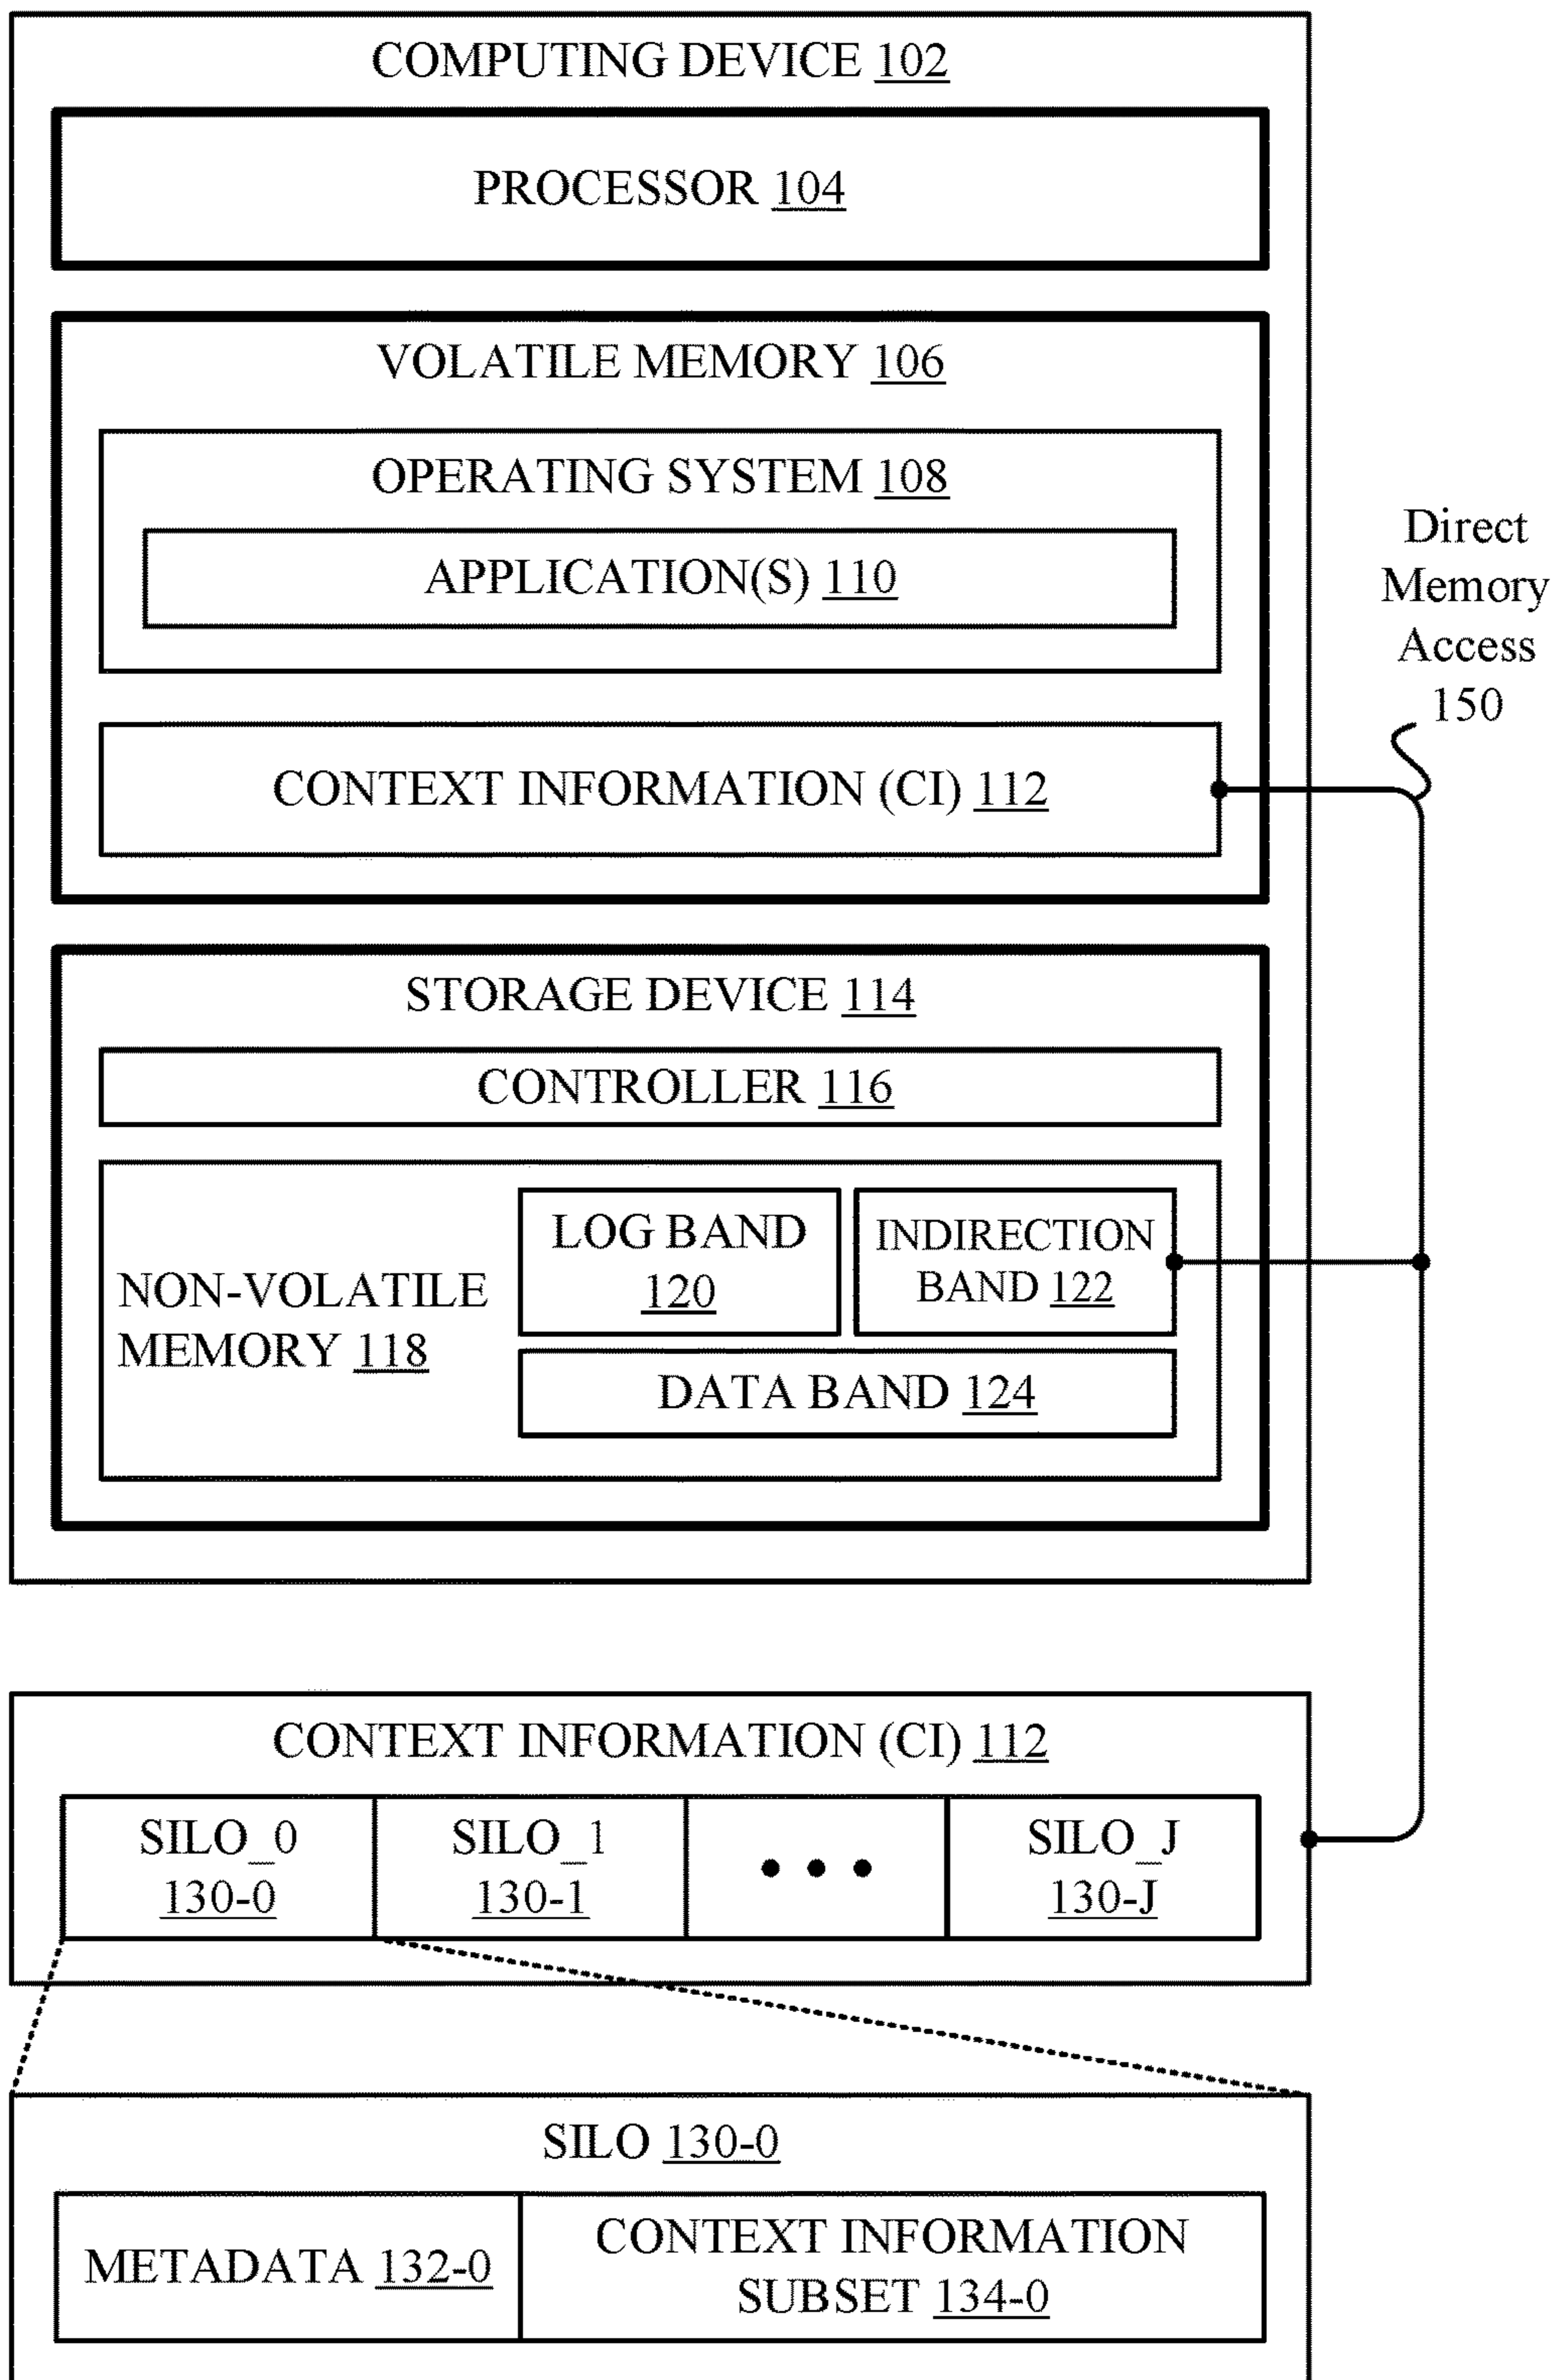 COMPUTING DEVICE 102
PROCESSOR 104
VOLATILE MEMORY 106
OPERATING SYSTEM 108
APPLICATION(S) 110
CONTEXT INFORMATION (CI) 112
Direct
Memory
Access
150
STORAGE DEVICE 114
CONTROLLER 116
NON-VOLATILE
MEMORY 118
LOG BAND
120
INDIRECTION
BAND 122
DATA BAND 124
CONTEXT INFORMATION (CI) 112
SILO_0
130-0
SILO_1
130-1
• • •
SILO_J
130-J
SILO 130-0
METADATA 132-0
CONTEXT INFORMATION
SUBSET 134-0